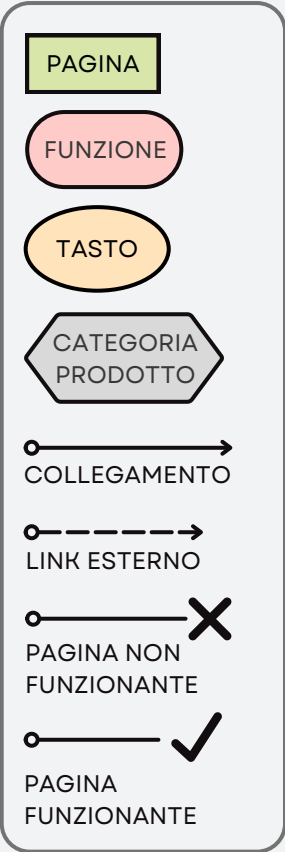 PAGINA
FUNZIONE
TASTO
CATEGORIA
PRODOTTO
COLLEGAMENTO
LINK ESTERNO
PAGINA NON
FUNZIONANTE
PAGINA
FUNZIONANTE